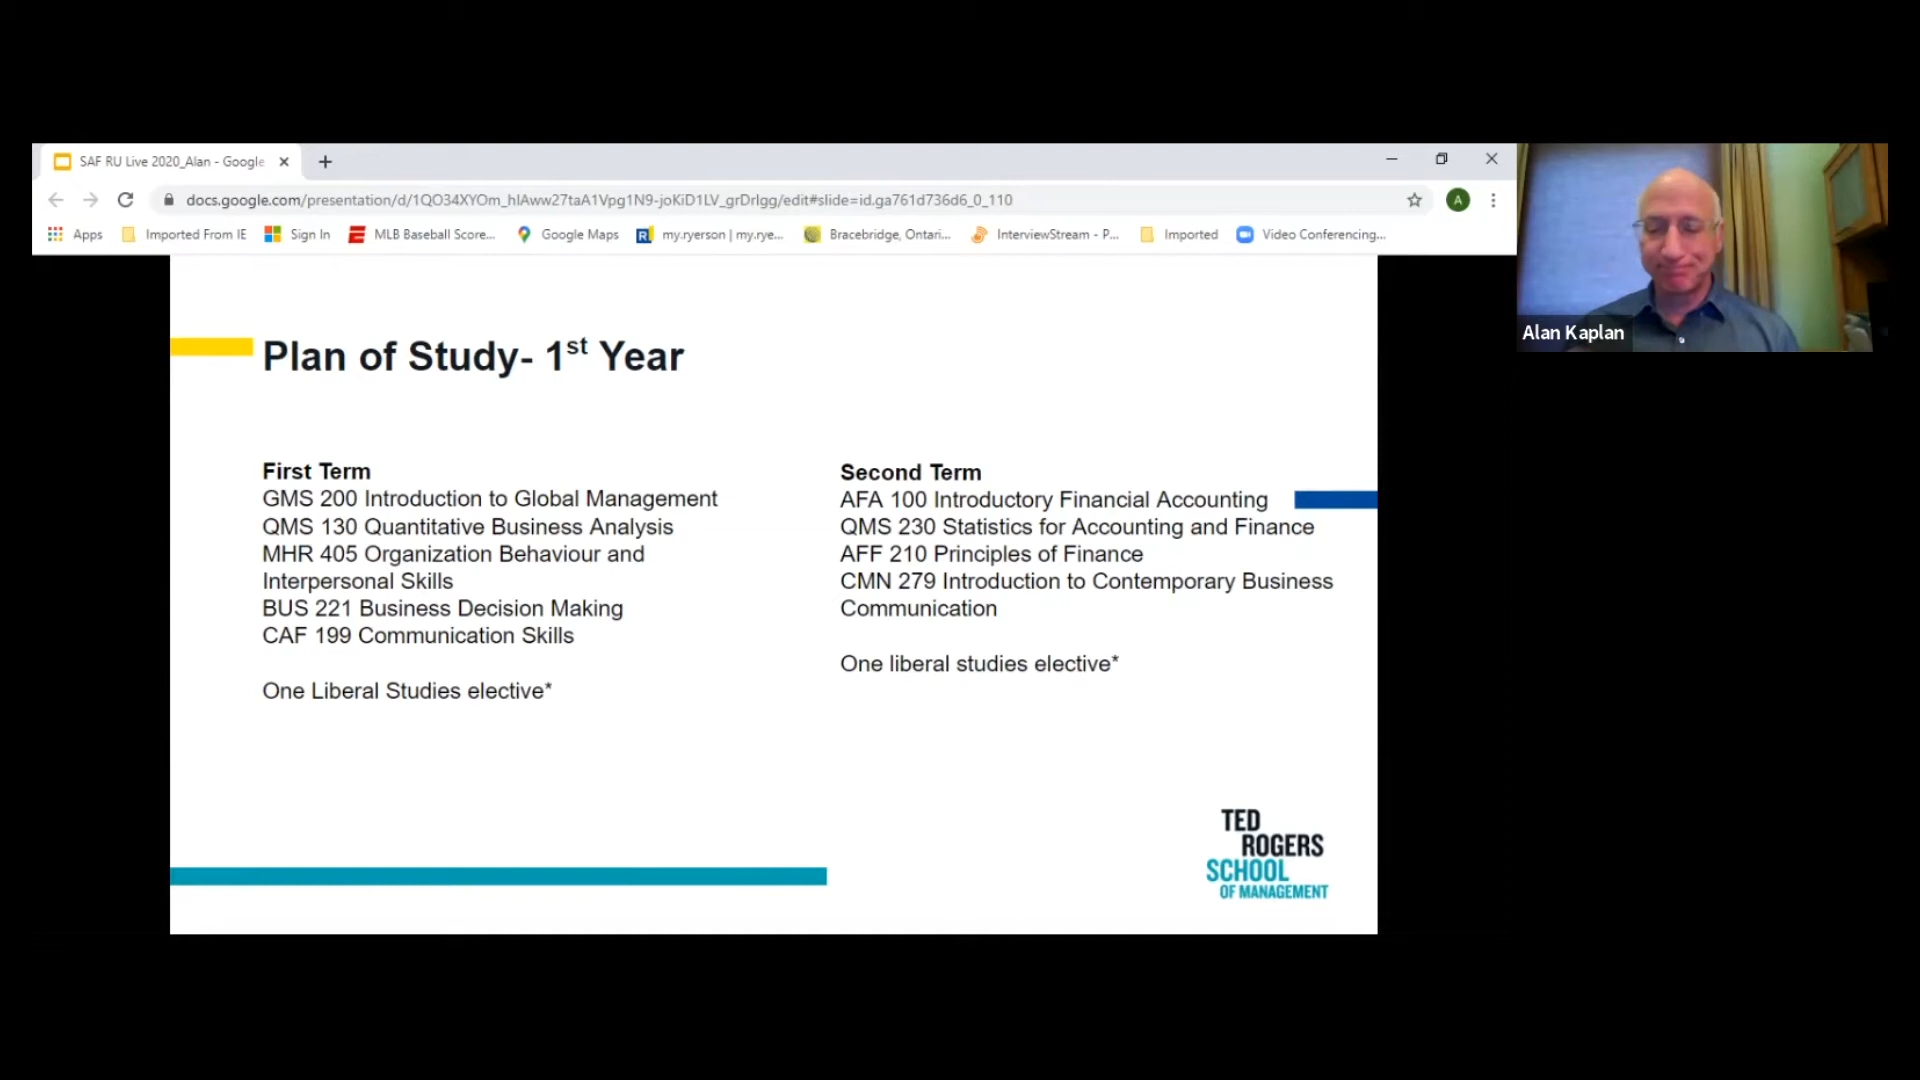 SAF RU Live 2020_Alan - Google
docs.google.com/presentation/d/1QO34XYOm_hIAww27taA1Vpg1N9-joKiD1LV_grDrIgg/edit#slide=id.ga761d736d6_0_110
A
Apps
Imported From IE
Sign In
MLB Baseball Score...
Google Maps
my.ryerson | my.rye...
Bracebridge, Ontari...
InterviewStream - P...
Imported
Video Conferencing...
Alan Kaplan
Plan of Study- 1st Year
First Term
GMS 200 Introduction to Global Management
QMS 130 Quantitative Business Analysis
MHR 405 Organization Behaviour and
Interpersonal Skills
BUS 221 Business Decision Making
CAF 199 Communication Skills
One Liberal Studies elective*
Second Term
AFA 100 Introductory Financial Accounting
QMS 230 Statistics for Accounting and Finance
AFF 210 Principles of Finance
CMN 279 Introduction to Contemporary Business
Communication
One liberal studies elective*
TED
ROGERS
SCHOOL
OF MANAGEMENT